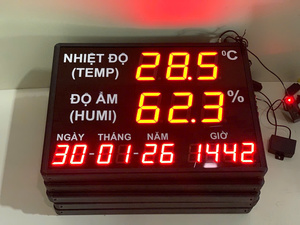 NHIỆT ĐỘ 28.5 °C
(TEMP)
ĐỘ ẨM 62.3 %
(HUMI)
NGÀY THÁNG NĂM GIỜ
30-01-26 1442